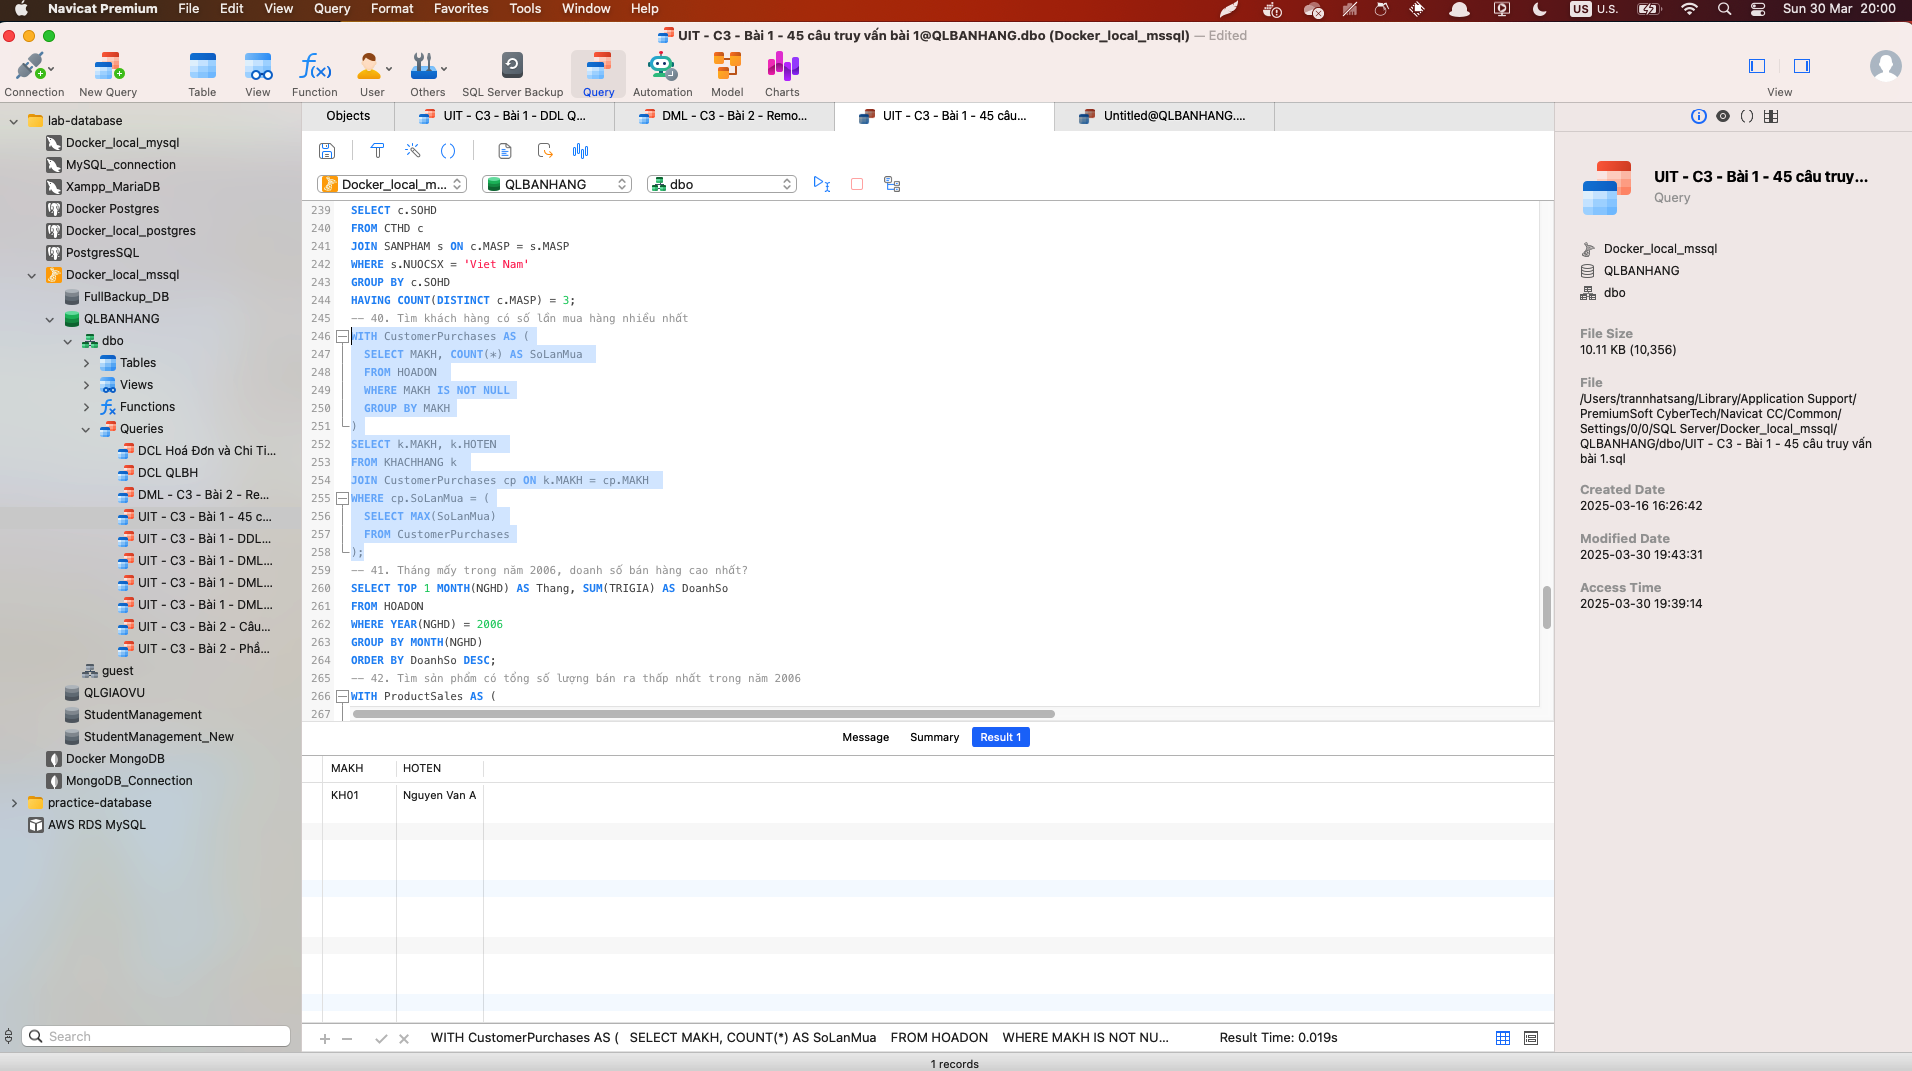 Navicat Premium File Edit View Query Format Favorites Tools Window Help US U.S. Sun 30 Mar 20:00
UIT - C3 - Bài 1 - 45 câu truy vấn bài 1@QLBANHANG.dbo (Docker_local_mssql) — Edited
Connection New Query Table View Function User Others SQL Server Backup Query Automation Model Charts View
Objects UIT - C3 - Bài 1 - DDL Q... DML - C3 - Bài 2 - Remo... UIT - C3 - Bài 1 - 45 câu... Untitled@QLBANHANG....
Docker_local_m... QLBANHANG dbo
lab-database
Docker_local_mysql
MySQL_connection
Xampp_MariaDB
Docker Postgres
Docker_local_postgres
PostgresSQL
Docker_local_mssql
FullBackup_DB
QLBANHANG
dbo
Tables
Views
Functions
Queries
DCL Hoá Đơn và Chi Ti...
DCL QLBH
DML - C3 - Bài 2 - Re...
UIT - C3 - Bài 1 - 45 c...
UIT - C3 - Bài 1 - DDL...
UIT - C3 - Bài 1 - DML...
UIT - C3 - Bài 1 - DML...
UIT - C3 - Bài 1 - DML...
UIT - C3 - Bài 2 - Câu...
UIT - C3 - Bài 2 - Phầ...
guest
QLGIAOVU
StudentManagement
StudentManagement_New
Docker MongoDB
MongoDB_Connection
practice-database
AWS RDS MySQL
Search
239 SELECT c.SOHD
240 FROM CTHD c
241 JOIN SANPHAM s ON c.MASP = s.MASP
242 WHERE s.NUOCSX = 'Viet Nam'
243 GROUP BY c.SOHD
244 HAVING COUNT(DISTINCT c.MASP) = 3;
245 -- 40. Tìm khách hàng có số lần mua hàng nhiều nhất
246 WITH CustomerPurchases AS (
247 SELECT MAKH, COUNT(*) AS SoLanMua
248 FROM HOADON
249 WHERE MAKH IS NOT NULL
250 GROUP BY MAKH
251 )
252 SELECT k.MAKH, k.HOTEN
253 FROM KHACHHANG k
254 JOIN CustomerPurchases cp ON k.MAKH = cp.MAKH
255 WHERE cp.SoLanMua = (
256 SELECT MAX(SoLanMua)
257 FROM CustomerPurchases
258 );
259 -- 41. Tháng mấy trong năm 2006, doanh số bán hàng cao nhất?
260 SELECT TOP 1 MONTH(NGHD) AS Thang, SUM(TRIGIA) AS DoanhSo
261 FROM HOADON
262 WHERE YEAR(NGHD) = 2006
263 GROUP BY MONTH(NGHD)
264 ORDER BY DoanhSo DESC;
265 -- 42. Tìm sản phẩm có tổng số lượng bán ra thấp nhất trong năm 2006
266 WITH ProductSales AS (
267
Message Summary Result 1
MAKH HOTEN
KH01 Nguyen Van A
WITH CustomerPurchases AS ( SELECT MAKH, COUNT(*) AS SoLanMua FROM HOADON WHERE MAKH IS NOT NU... Result Time: 0.019s
1 records
UIT - C3 - Bài 1 - 45 câu truy...
Query
Docker_local_mssql
QLBANHANG
dbo
File Size
10.11 KB (10,356)
File
/Users/trannhatsang/Library/Application Support/
PremiumSoft CyberTech/Navicat CC/Common/
Settings/0/0/SQL Server/Docker_local_mssql/
QLBANHANG/dbo/UIT - C3 - Bài 1 - 45 câu truy vấn
bài 1.sql
Created Date
2025-03-16 16:26:42
Modified Date
2025-03-30 19:43:31
Access Time
2025-03-30 19:39:14